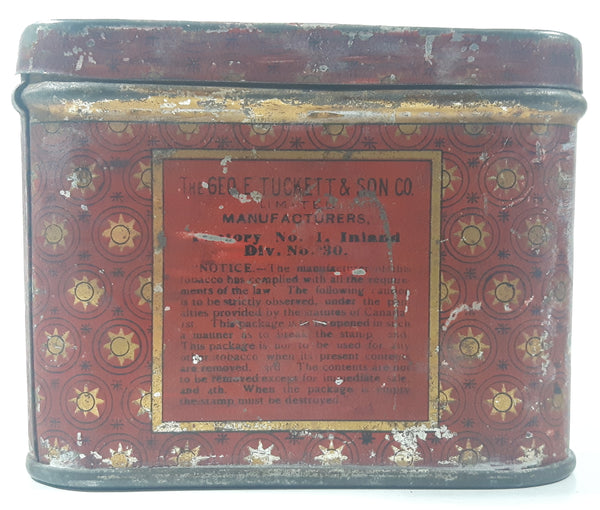 The GEO. E. TUCKETT & SON CO.
LIMITED
MANUFACTURERS,
Factory No. 1, Inland
Div. No. 30.
NOTICE.—The manufacturer of this
tobacco has complied with all the require-
ments of the law. The following caution
is to be strictly observed, under the pen-
alties provided by the statutes of Canada.
1st This package is to be opened in such
a manner as to break the stamp, 2nd
This package is not to be used for any
other tobacco when its present contents
are removed, 3rd The contents are not
to be removed except for immediate sale,
and 4th. When the package is empty
the stamp must be destroyed.